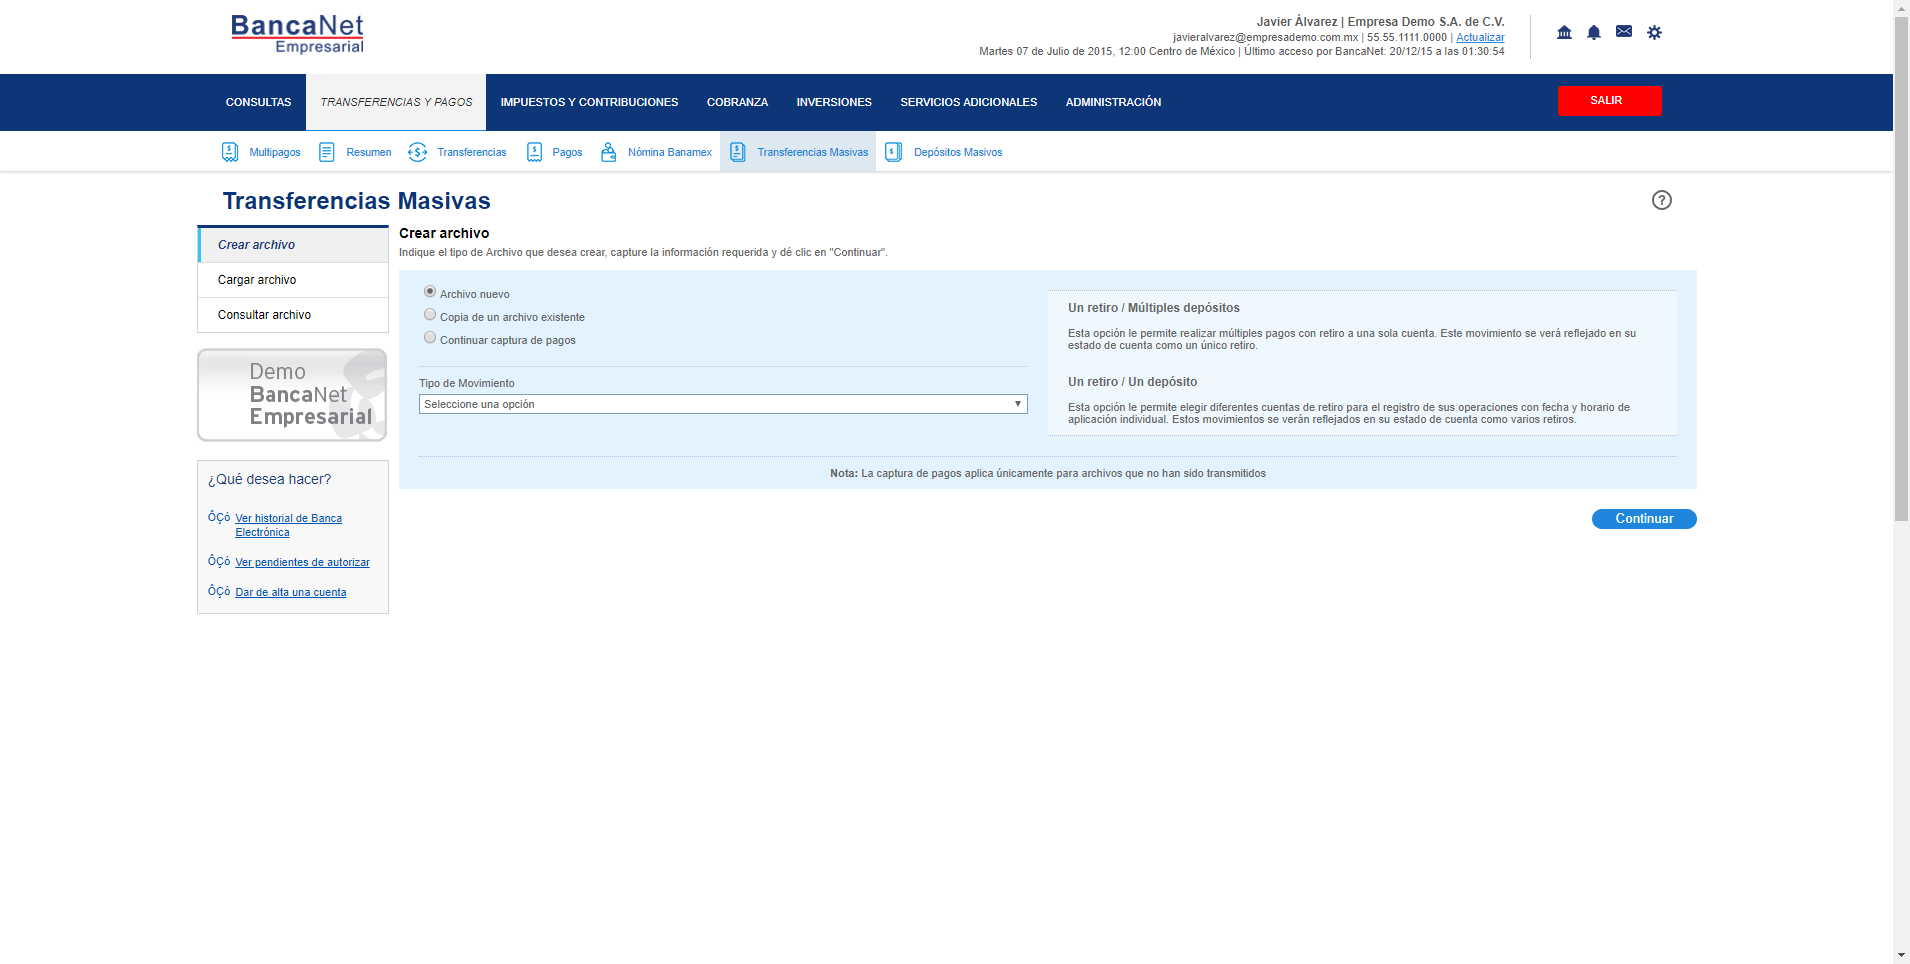 BancaNet
Empresarial
Javier Álvarez | Empresa Demo S.A. de C.V.
javieralvarez@empresademo.com.mx | 55.55.1111.0000 | Actualizar
Martes 07 de Julio de 2015, 12:00 Centro de México | Último acceso por BancaNet: 20/12/15 a las 01:30:54
CONSULTAS
TRANSFERENCIAS Y PAGOS
IMPUESTOS Y CONTRIBUCIONES
COBRANZA
INVERSIONES
SERVICIOS ADICIONALES
ADMINISTRACIÓN
SALIR
Multipagos
Resumen
Transferencias
Pagos
Nómina Banamex
Transferencias Masivas
Depósitos Masivos
Transferencias Masivas
?
Crear archivo
Cargar archivo
Consultar archivo
Demo
BancaNet
Empresarial
¿Qué desea hacer?
ÔÇó Ver historial de Banca
Electrónica
ÔÇó Ver pendientes de autorizar
ÔÇó Dar de alta una cuenta
Crear archivo
Indique el tipo de Archivo que desea crear, capture la información requerida y dé clic en "Continuar".
Archivo nuevo
Copia de un archivo existente
Continuar captura de pagos
Tipo de Movimiento
Seleccione una opción
Un retiro / Múltiples depósitos
Esta opción le permite realizar múltiples pagos con retiro a una sola cuenta. Este movimiento se verá reflejado en su
estado de cuenta como un único retiro.
Un retiro / Un depósito
Esta opción le permite elegir diferentes cuentas de retiro para el registro de sus operaciones con fecha y horario de
aplicación individual. Estos movimientos se verán reflejados en su estado de cuenta como varios retiros.
Nota: La captura de pagos aplica únicamente para archivos que no han sido transmitidos
Continuar